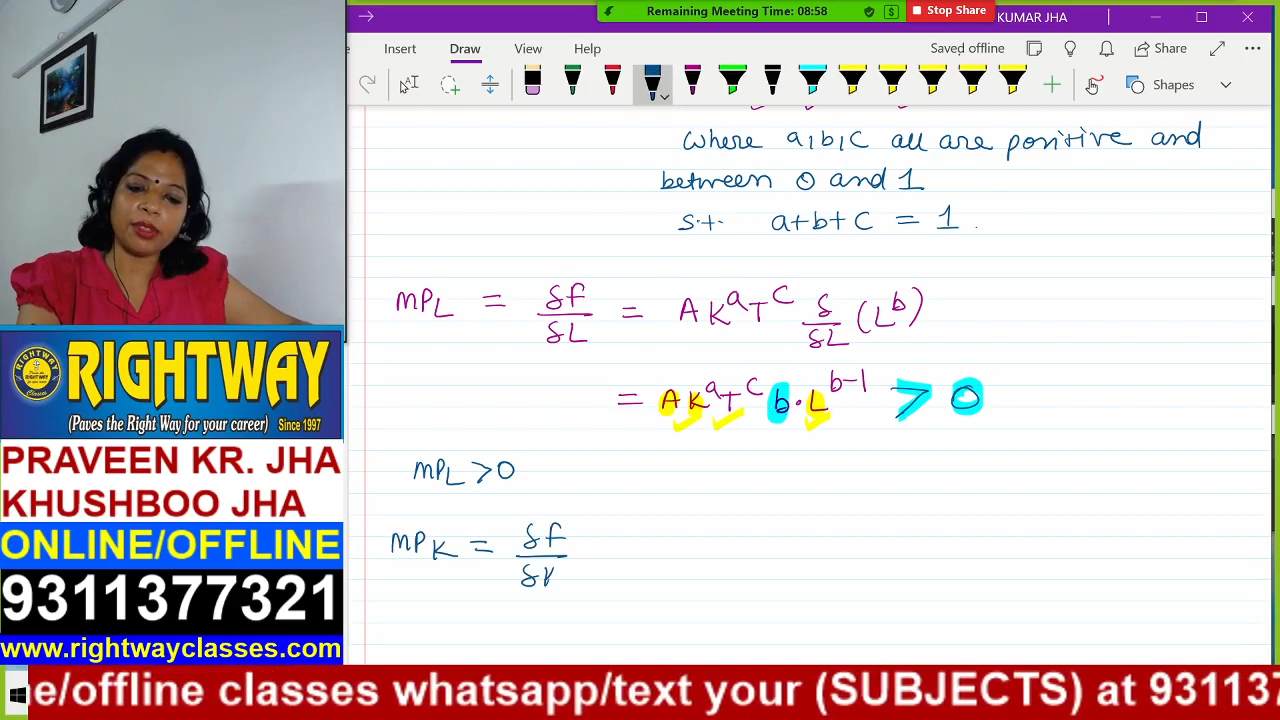 Remaining Meeting Time: 08:58
Stop Share
KUMAR JHA
Insert
Draw
View
Help
Saved offline
Share
Shapes
where a, b, c all are positive and
between 0 and 1
s.t. a+b+c = 1.
MPL = δf/δL = AK^a T^c δ/δL (L^b)
= AK^a T^c b·L^b-1 > 0
MPL > 0
MPK = δf/δK
RIGHTWAY
RIGHTWAY
(Paves the Right Way for your career) Since 1997
PRAVEEN KR. JHA
KHUSHBOO JHA
ONLINE/OFFLINE
9311377321
www.rightwayclasses.com
ne/offline classes whatsapp/text your (SUBJECTS) at 93113